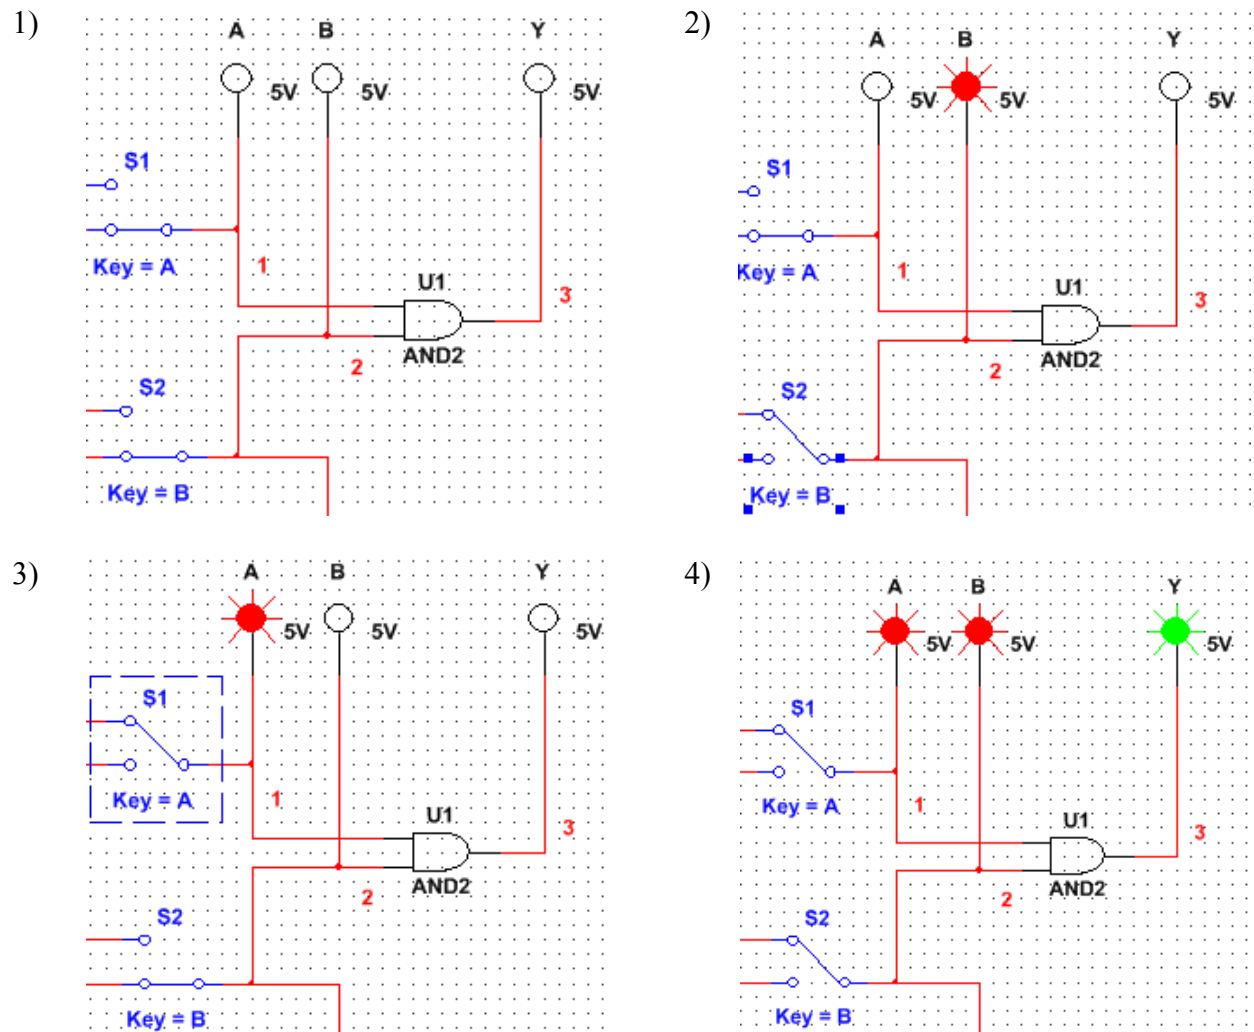 1)
A B Y
5V 5V 5V
S1
Key = A
1
U1
3
AND2
2
S2
Key = B
2)
A B Y
5V 5V 5V
S1
Key = A
1
U1
3
AND2
2
S2
Key = B
3)
A B Y
5V 5V 5V
S1
Key = A
1
U1
3
AND2
2
S2
Key = B
4)
A B Y
5V 5V 5V
S1
Key = A
1
U1
3
AND2
2
S2
Key = B